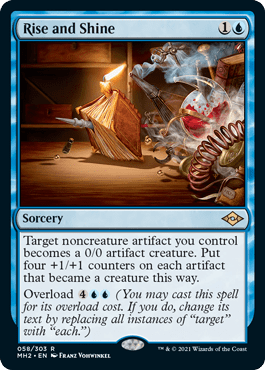 Rise and Shine 1
Sorcery
Target noncreature artifact you control
becomes a 0/0 artifact creature. Put
four +1/+1 counters on each artifact
that became a creature this way.
Overload 4 (You may cast this spell
for its overload cost. If you do, change its
text by replacing all instances of “target”
with “each.”)
058/303 R
MH2 • EN Franz Vohwinkel
™ & © 2021 Wizards of the Coast